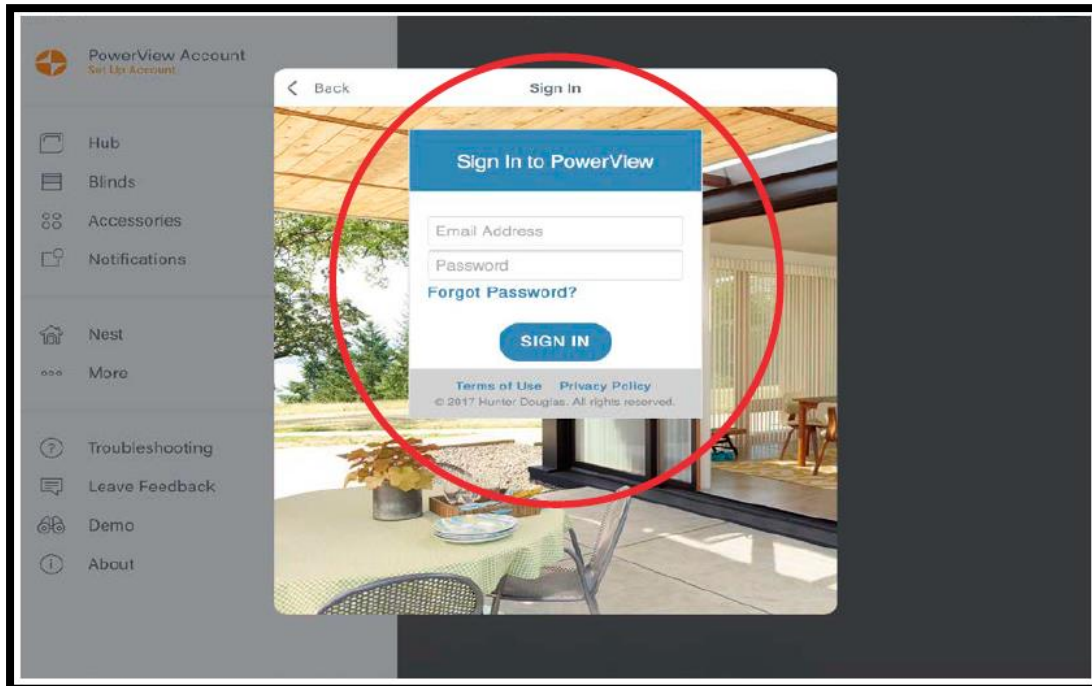 PowerView Account
Set Up Account
Hub
Blinds
Accessories
Notifications
Nest
More
Troubleshooting
Leave Feedback
Demo
About
Back
Sign In
Sign In to PowerView
Email Address
Password
Forgot Password?
SIGN IN
Terms of Use Privacy Policy
© 2017 Hunter Douglas. All rights reserved.